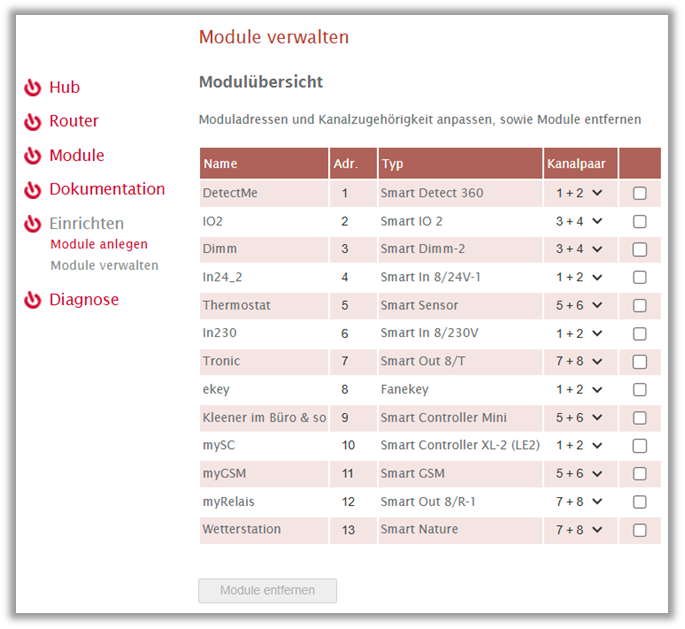 Module verwalten
Hub
Router
Module
Dokumentation
Einrichten
Module anlegen
Module verwalten
Diagnose
Modulübersicht
Moduladressen und Kanalzugehörigkeit anpassen, sowie Module entfernen
Name Adr. Typ Kanalpaar
DetectMe 1 Smart Detect 360 1 + 2
IO2 2 Smart IO 2 3 + 4
Dimm 3 Smart Dimm-2 3 + 4
In24_2 4 Smart In 8/24V-1 1 + 2
Thermostat 5 Smart Sensor 5 + 6
In230 6 Smart In 8/230V 1 + 2
Tronic 7 Smart Out 8/T 7 + 8
ekey 8 Fanekey 1 + 2
Kleener im Büro & so 9 Smart Controller Mini 5 + 6
mySC 10 Smart Controller XL-2 (LE2) 1 + 2
myGSM 11 Smart GSM 5 + 6
myRelais 12 Smart Out 8/R-1 7 + 8
Wetterstation 13 Smart Nature 7 + 8
Module entfernen